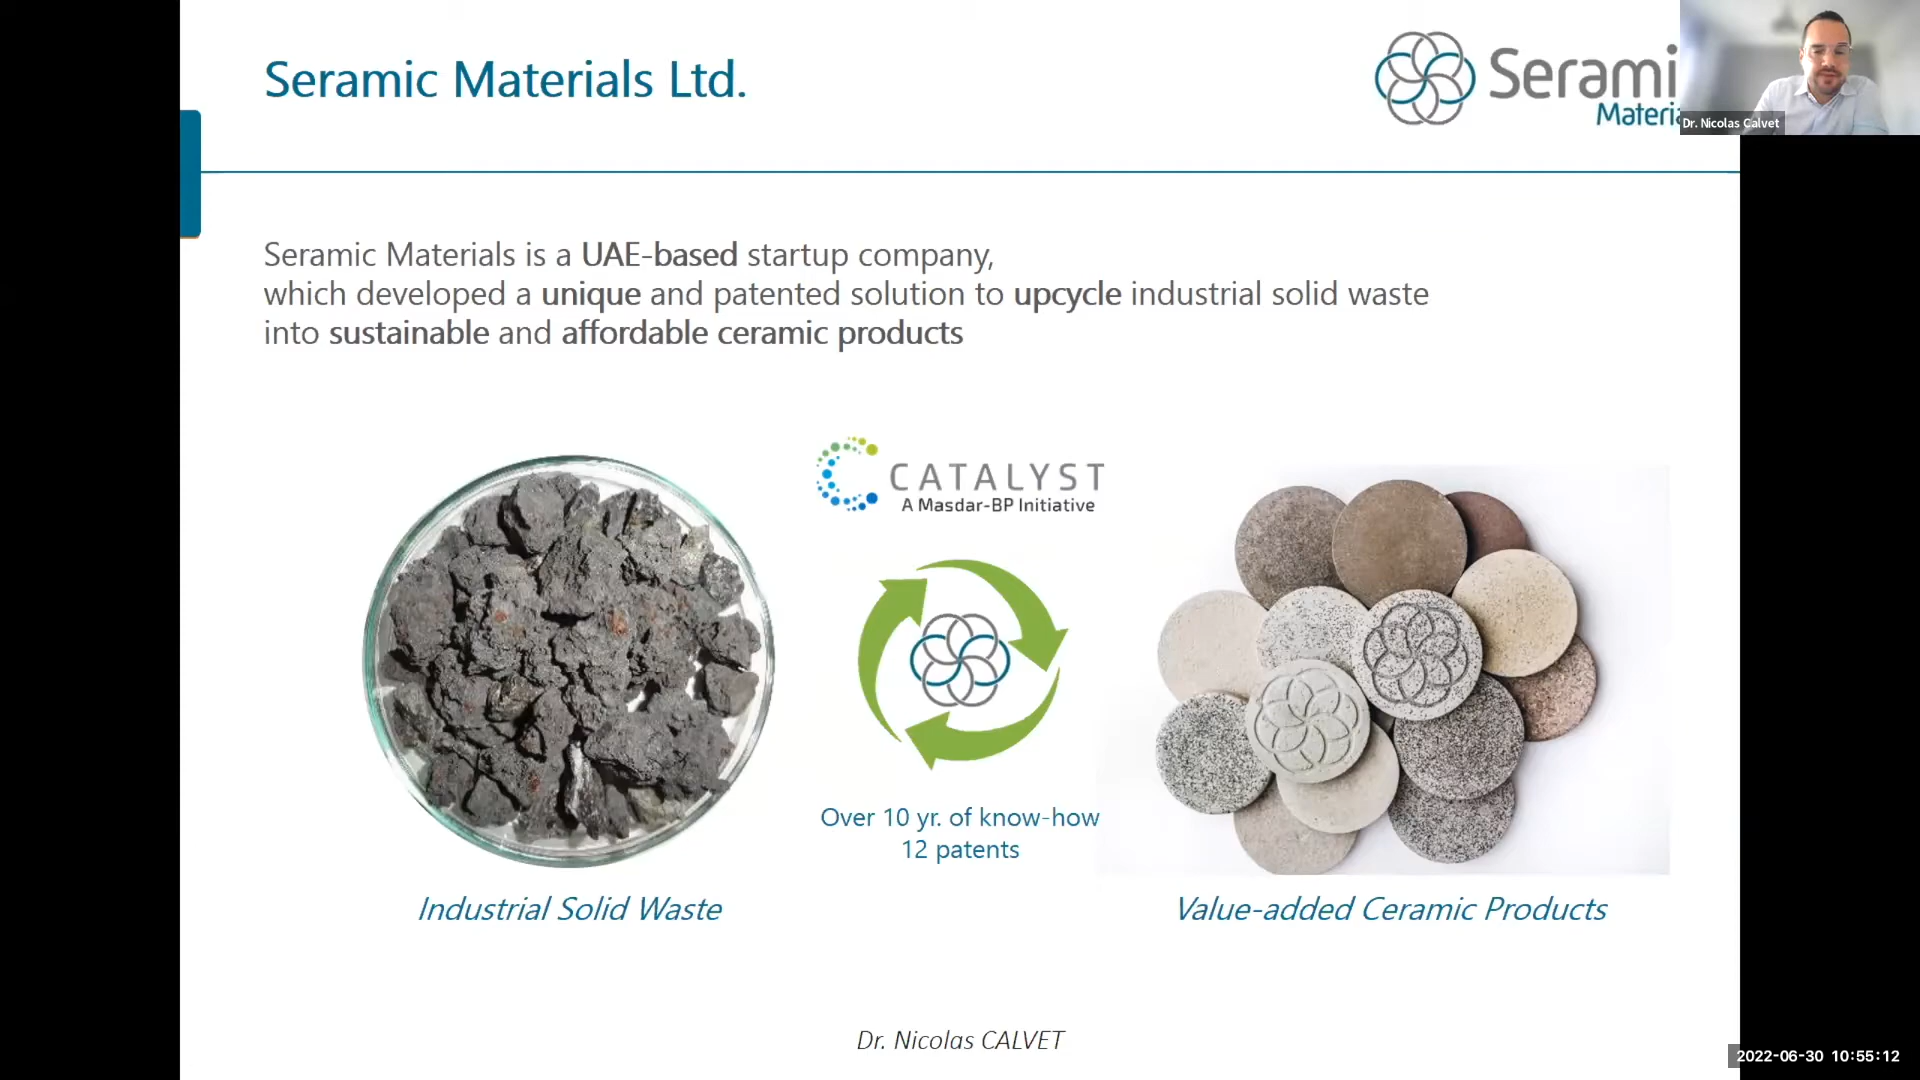 Seramic Materials Ltd.
Serami
Materia
Dr. Nicolas Calvet
Seramic Materials is a UAE-based startup company,
which developed a unique and patented solution to upcycle industrial solid waste
into sustainable and affordable ceramic products
CATALYST
A Masdar-BP Initiative
Over 10 yr. of know-how
12 patents
Industrial Solid Waste
Value-added Ceramic Products
Dr. Nicolas CALVET
2022-06-30 10:55:12